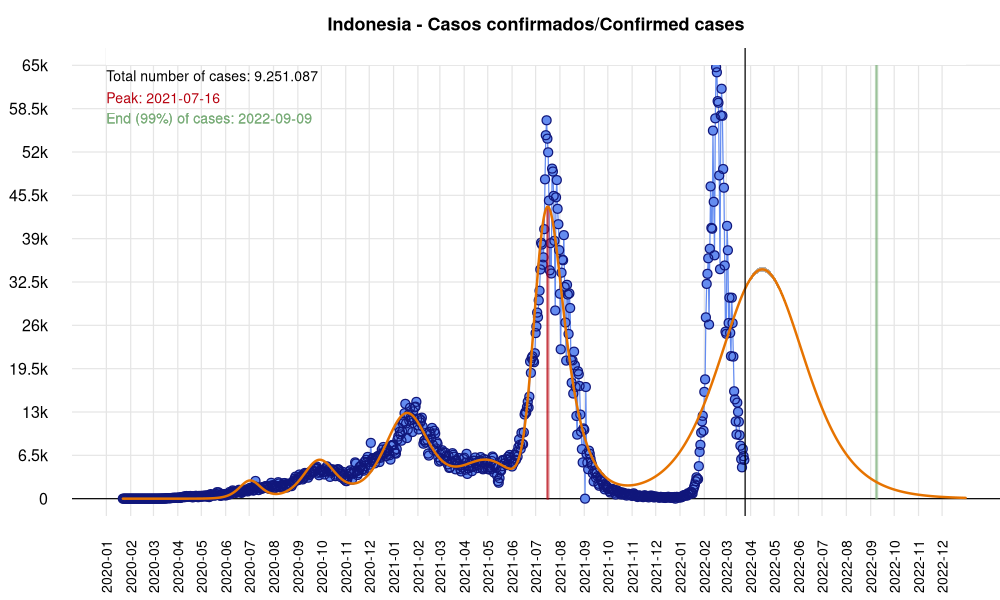 Indonesia - Casos confirmados/Confirmed cases
65k
Total number of cases: 9.251.087
Peak: 2021-07-16
End (99%) of cases: 2022-09-09
58.5k
52k
45.5k
39k
32.5k
26k
19.5k
13k
6.5k
0
2020-01
2020-02
2020-03
2020-04
2020-05
2020-06
2020-07
2020-08
2020-09
2020-10
2020-11
2020-12
2021-01
2021-02
2021-03
2021-04
2021-05
2021-06
2021-07
2021-08
2021-09
2021-10
2021-11
2021-12
2022-01
2022-02
2022-03
2022-04
2022-05
2022-06
2022-07
2022-08
2022-09
2022-10
2022-11
2022-12